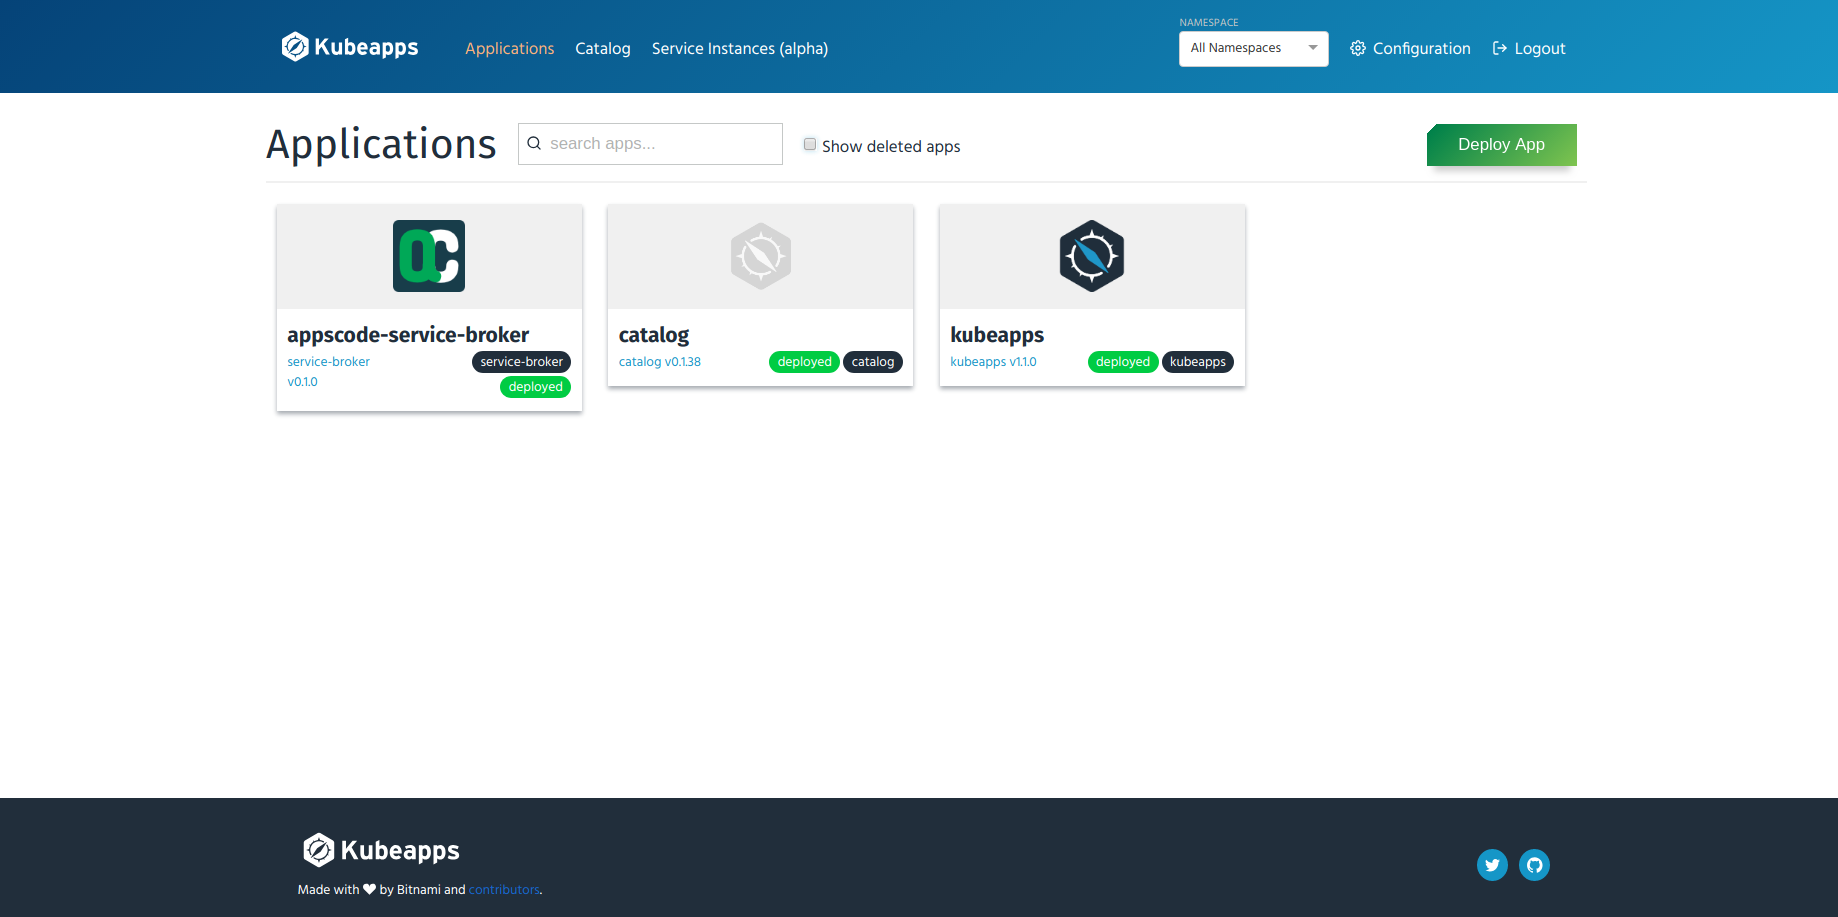 Kubeapps
Applications
Catalog
Service Instances (alpha)
NAMESPACE
All Namespaces
Configuration
Logout
Applications
search apps...
Show deleted apps
Deploy App
appscode-service-broker
service-broker
v0.1.0
service-broker
deployed
catalog
catalog v0.1.38
deployed
catalog
kubeapps
kubeapps v1.1.0
deployed
kubeapps
Kubeapps
Made with ❤ by Bitnami and contributors.